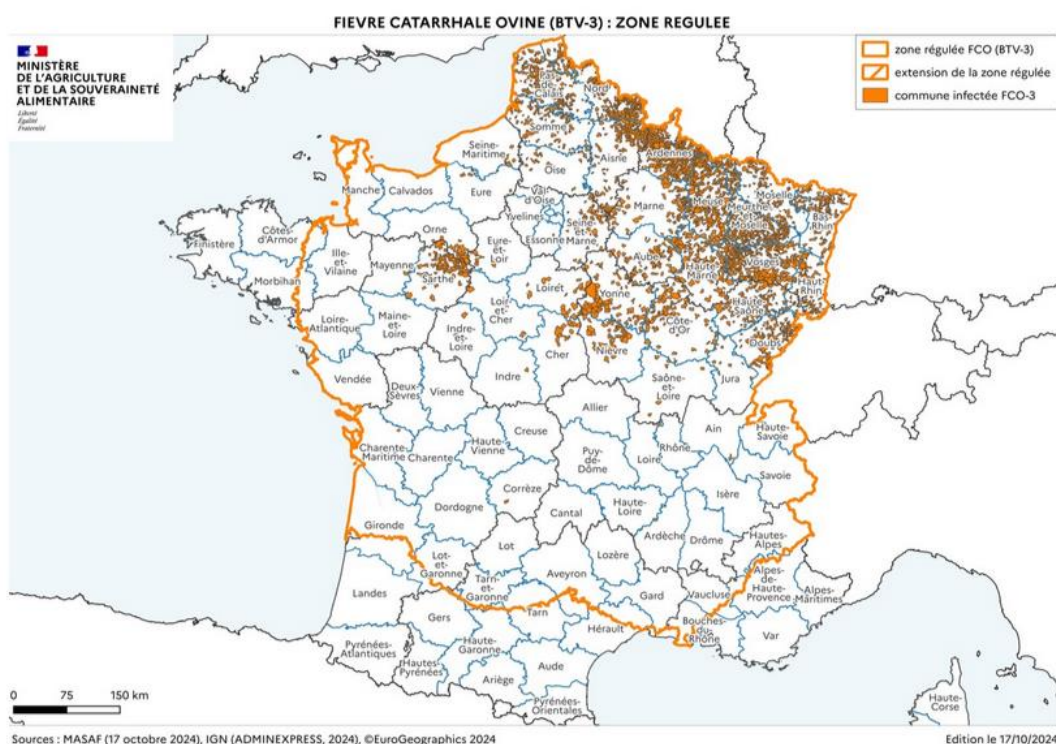 FIEVRE CATARRHALE OVINE (BTV-3) : ZONE REGULEE
MINISTÈRE
DE L'AGRICULTURE
ET DE LA SOUVERAINETÉ
ALIMENTAIRE
Liberté
Égalité
Fraternité
zone régulée FCO (BTV-3)
extension de la zone régulée
commune infectée FCO-3
Pas-
de-
Calais
Nord
Somme
Seine-
Maritime
Aisne
Ardennes
Oise
Manche
Calvados
Eure
Val-
d'Oise
Marne
Meuse
Moselle
Meurthe-
et-
Moselle
Bas-
Rhin
Yvelines
Essonne
Seine-
et-
Marne
Orne
Eure-
et-
Loir
Aube
Haute-
Marne
Vosges
Haut-
Rhin
Finistère
Côtes-
d'Armor
Ille-
et-
Vilaine
Mayenne
Sarthe
Morbihan
Loiret
Yonne
Loir-
et-
Cher
Côte-
d'Or
Haute-
Saône
Doubs
Loire-
Atlantique
Maine-
et-
Loire
Indre-
et-
Loire
Cher
Nièvre
Vendée
Deux-
Sèvres
Vienne
Indre
Saône-
et-
Loire
Jura
Allier
Charente-
Maritime
Charente
Haute-
Vienne
Creuse
Puy-
de-
Dôme
Loire
Rhône
Ain
Haute-
Savoie
Savoie
Isère
Corrèze
Dordogne
Cantal
Haute-
Loire
Gironde
Ardèche
Drôme
Hautes-
Alpes
Lot-
et-
Garonne
Lot
Aveyron
Lozère
Landes
Tarn-
et-
Garonne
Gard
Vaucluse
Alpes-
de-
Haute-
Provence
Alpes-
Maritimes
Gers
Tarn
Hérault
Bouches-
du-
Rhône
Var
Pyrénées-
Atlantiques
Hautes-
Pyrénées
Haute-
Garonne
Ariège
Aude
Pyrénées-
Orientales
Haute-
Corse
0 75 150 km
Sources : MASAF (17 octobre 2024), IGN (ADMINEXPRESS, 2024), ©EuroGeographics 2024
Edition le 17/10/2024